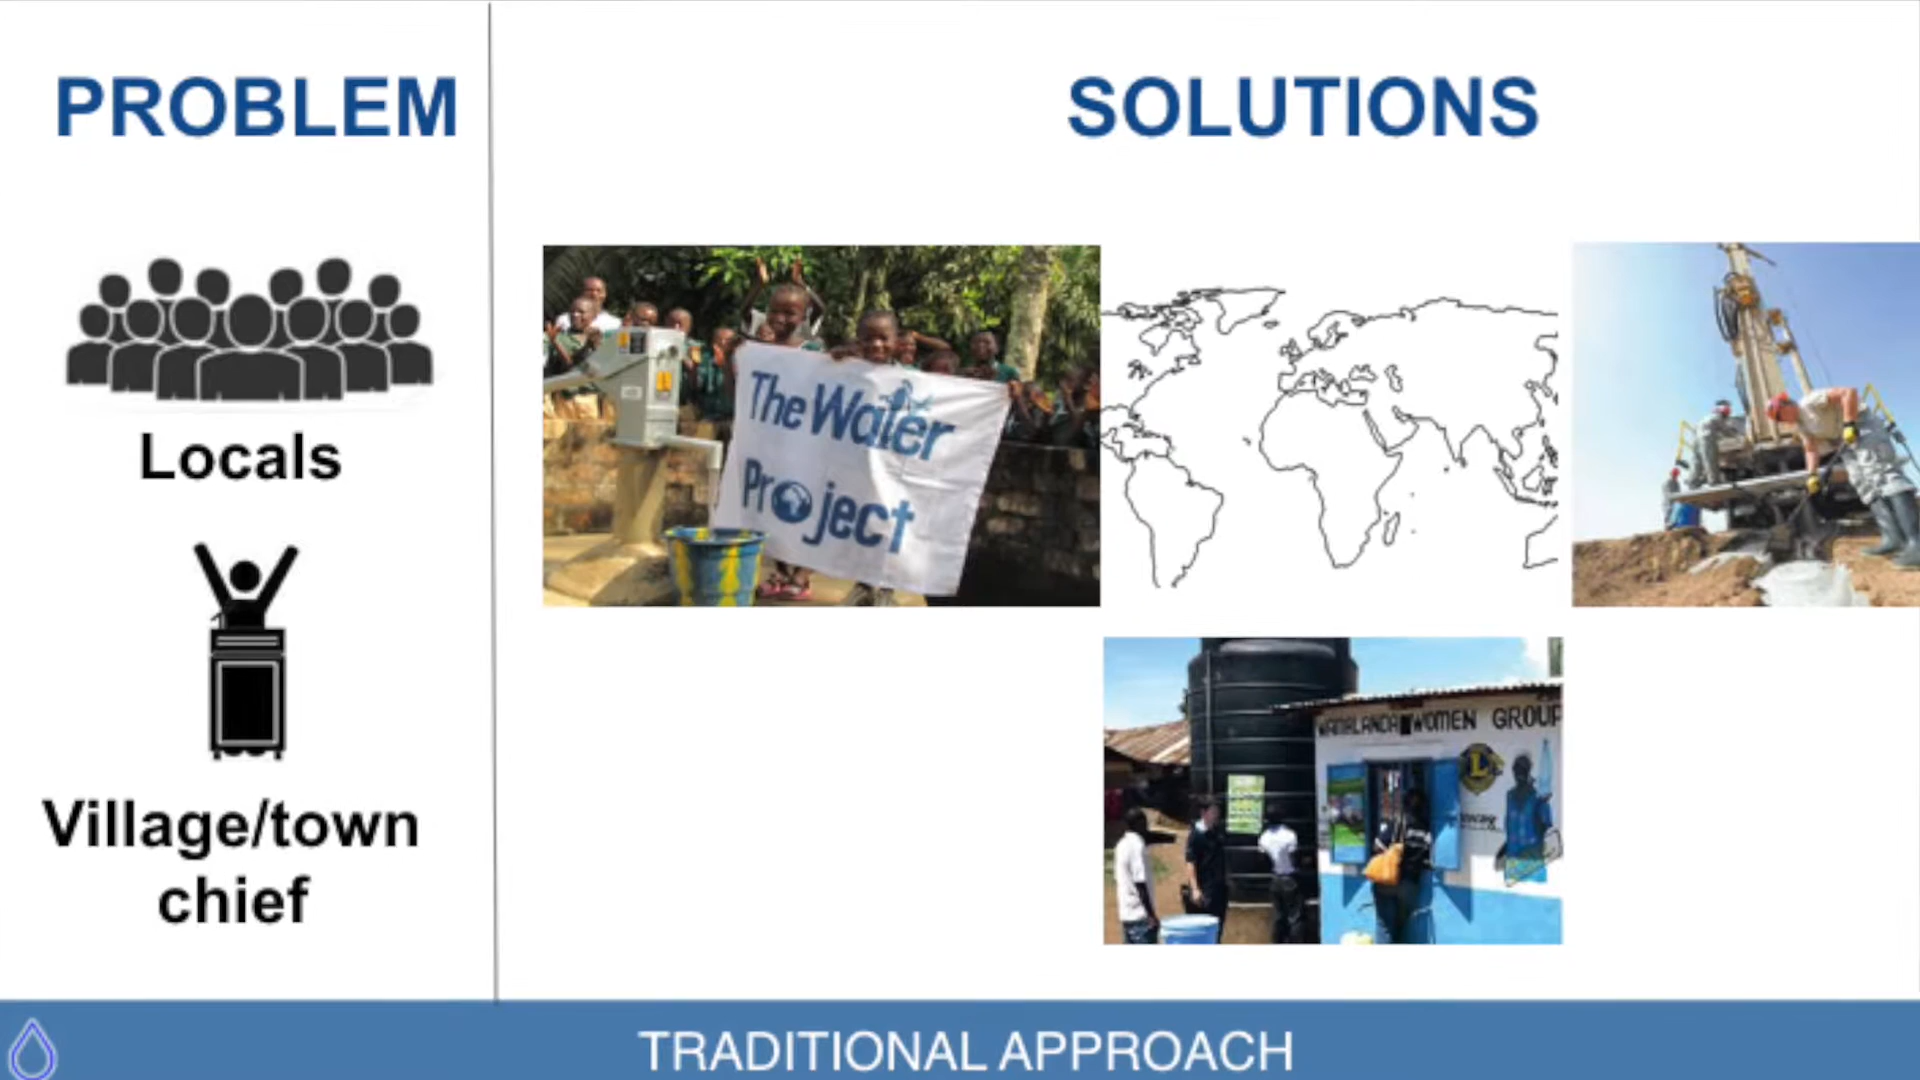 PROBLEM
SOLUTIONS
Locals
Village/town
chief
The Water
Project
WOMEN GROUP
TRADITIONAL APPROACH